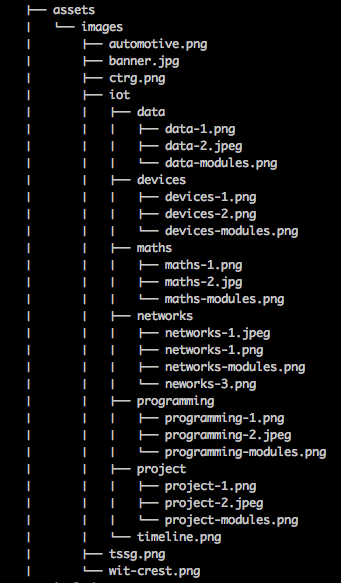 ├── assets
│   └── images
│       ├── automotive.png
│       ├── banner.jpg
│       ├── ctrg.png
│       ├── iot
│       │   ├── data
│       │   │   ├── data-1.png
│       │   │   ├── data-2.jpeg
│       │   │   └── data-modules.png
│       │   ├── devices
│       │   │   ├── devices-1.png
│       │   │   ├── devices-2.png
│       │   │   └── devices-modules.png
│       │   ├── maths
│       │   │   ├── maths-1.png
│       │   │   ├── maths-2.jpg
│       │   │   └── maths-modules.png
│       │   ├── networks
│       │   │   ├── networks-1.jpeg
│       │   │   ├── networks-1.png
│       │   │   ├── networks-modules.png
│       │   │   └── neworks-3.png
│       │   ├── programming
│       │   │   ├── programming-1.png
│       │   │   ├── programming-2.jpeg
│       │   │   └── programming-modules.png
│       │   ├── project
│       │   │   ├── project-1.png
│       │   │   ├── project-2.jpeg
│       │   │   └── project-modules.png
│       │   └── timeline.png
│       ├── tssg.png
│       └── wit-crest.png